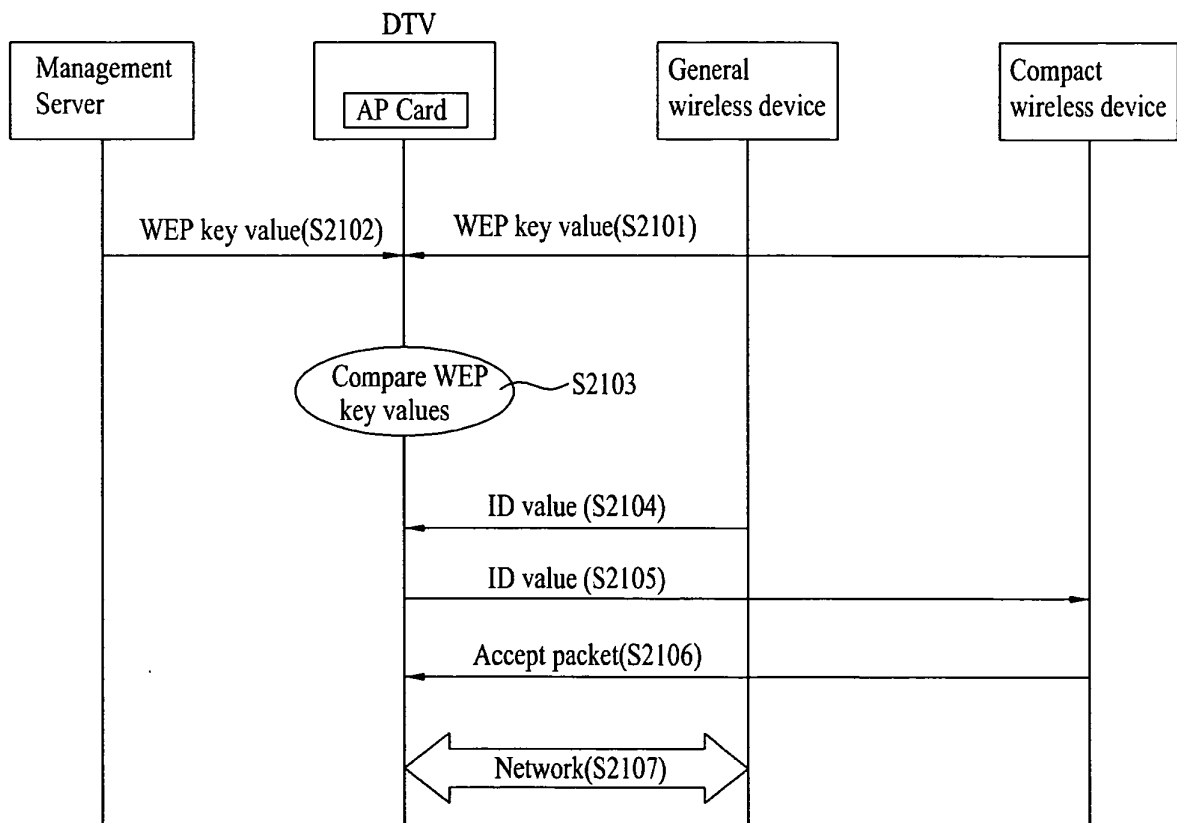 DTV
Management
Server
AP Card
General
wireless device
Compact
wireless device
WEP key value(S2102)
WEP key value(S2101)
Compare WEP
key values
S2103
ID value (S2104)
ID value (S2105)
Accept packet(S2106)
Network(S2107)